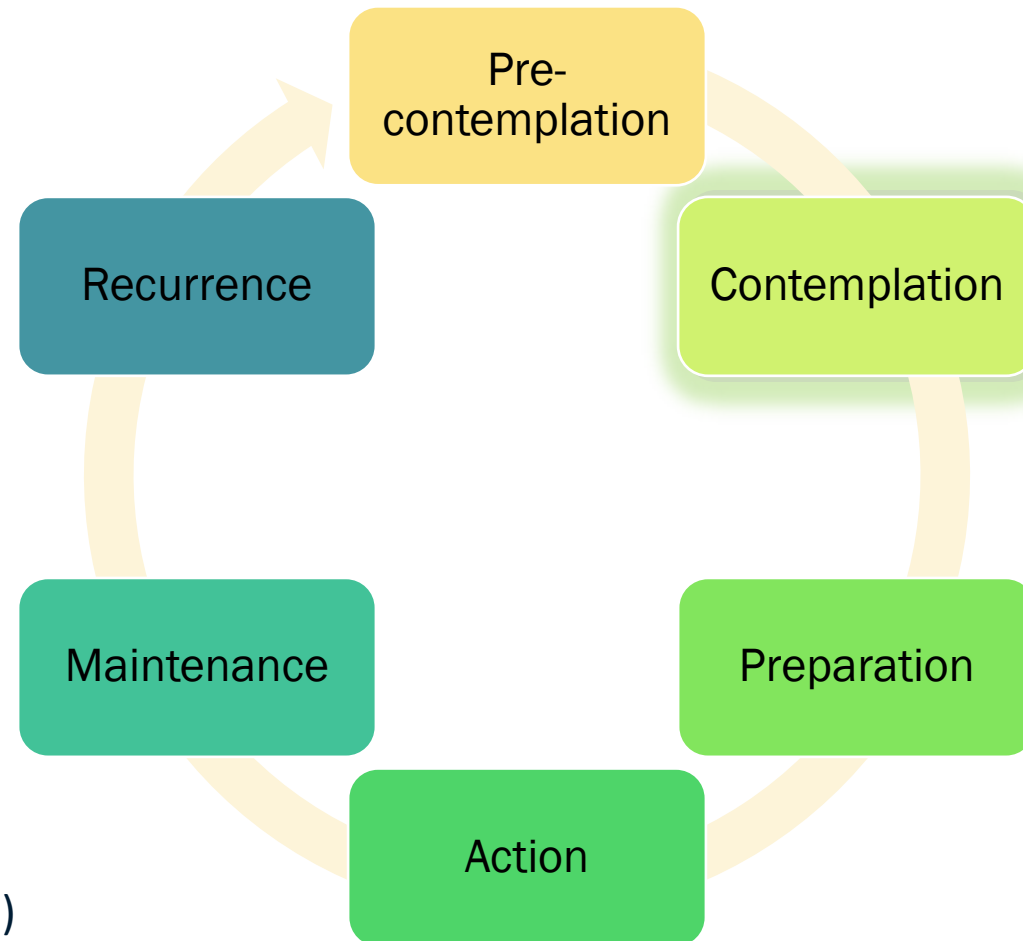 Pre-
contemplation
Contemplation
Preparation
Action
Maintenance
Recurrence
)